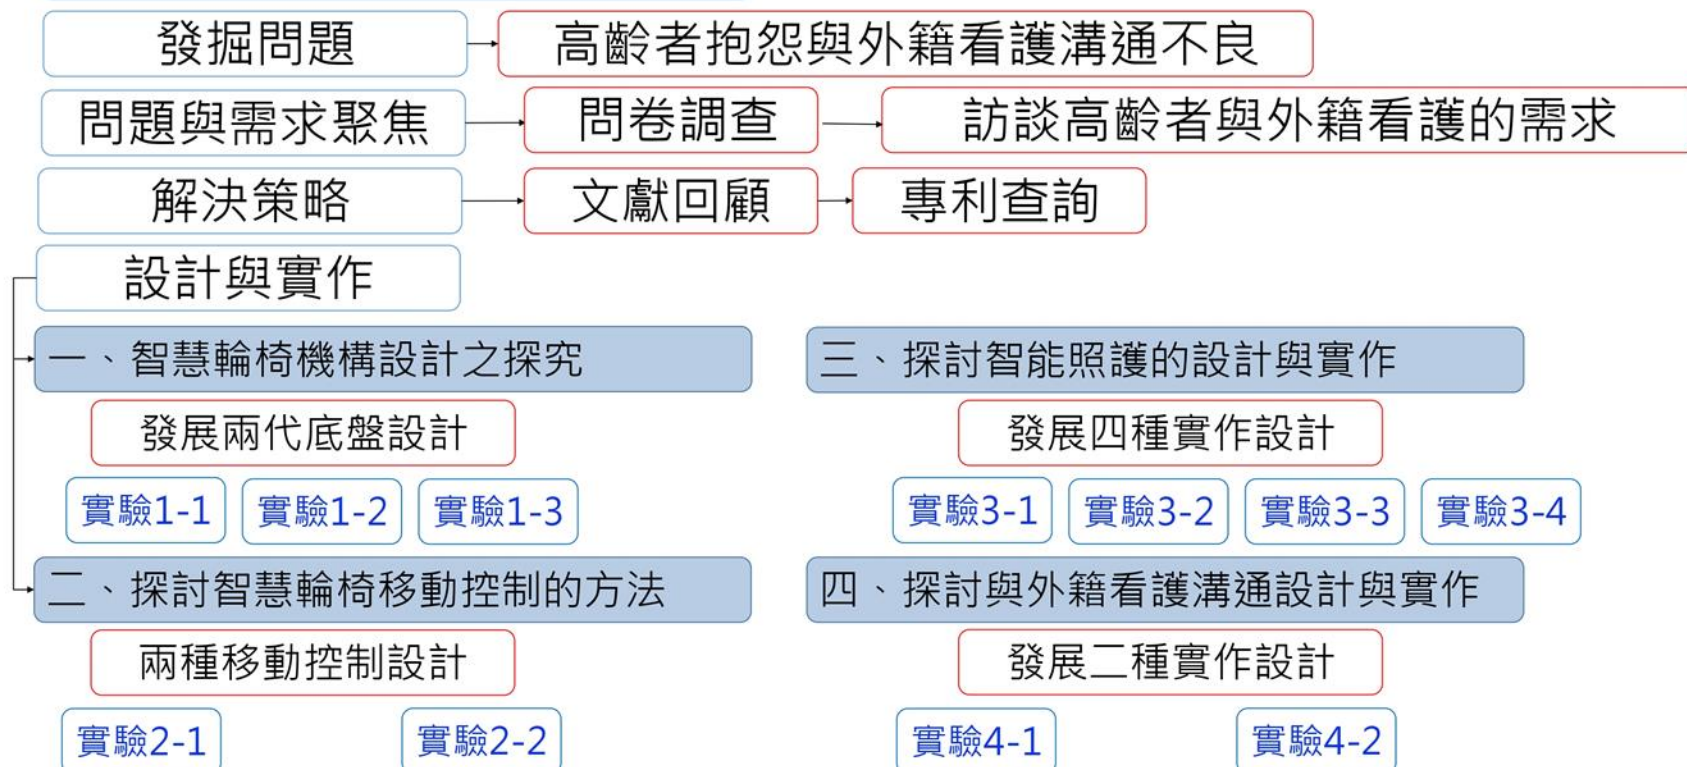 發掘問題
高齡者抱怨與外籍看護溝通不良
問題與需求聚焦
問卷調查
訪談高齡者與外籍看護的需求
解決策略
文獻回顧
專利查詢
設計與實作
一、智慧輪椅機構設計之探究
發展兩代底盤設計
實驗1-1
實驗1-2
實驗1-3
二、探討智慧輪椅移動控制的方法
兩種移動控制設計
實驗2-1
實驗2-2
三、探討智能照護的設計與實作
發展四種實作設計
實驗3-1
實驗3-2
實驗3-3
實驗3-4
四、探討與外籍看護溝通設計與實作
發展二種實作設計
實驗4-1
實驗4-2